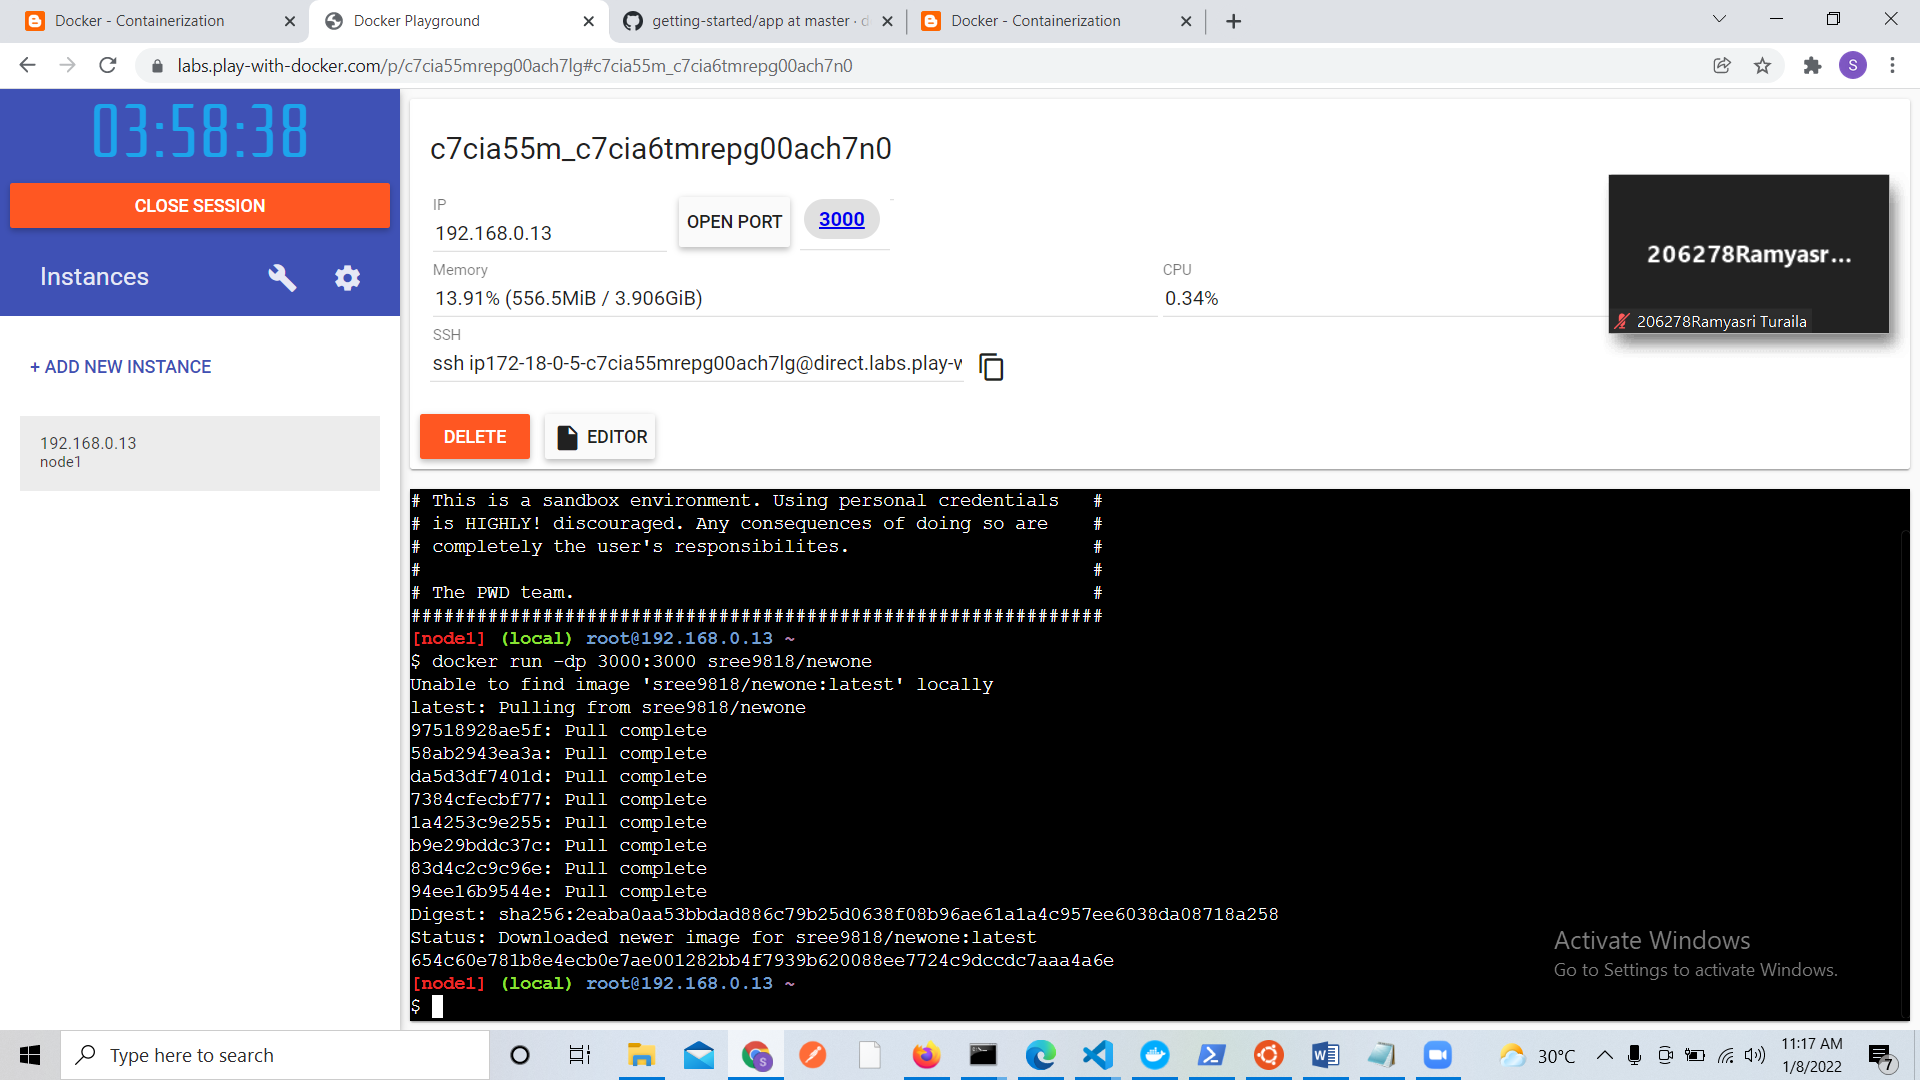 Docker - Containerization
Docker Playground
getting-started/app at master · d
Docker - Containerization
labs.play-with-docker.com/p/c7cia55mrepg00ach7lg#c7cia55m_c7cia6tmrepg00ach7n0
S
03:58:38
CLOSE SESSION
Instances
+ ADD NEW INSTANCE
192.168.0.13
node1
c7cia55m_c7cia6tmrepg00ach7n0
IP
192.168.0.13
OPEN PORT
3000
Memory
13.91% (556.5MiB / 3.906GiB)
CPU
0.34%
SSH
ssh ip172-18-0-5-c7cia55mrepg00ach7lg@direct.labs.play-w
DELETE
EDITOR
206278Ramyasr...
206278Ramyasri Turaila
# This is a sandbox environment. Using personal credentials #
# is HIGHLY! discouraged. Any consequences of doing so are #
# completely the user's responsibilites. #
# #
# The PWD team. #
###############################################################
[node1] (local) root@192.168.0.13 ~
$ docker run -dp 3000:3000 sree9818/newone
Unable to find image 'sree9818/newone:latest' locally
latest: Pulling from sree9818/newone
97518928ae5f: Pull complete
58ab2943ea3a: Pull complete
da5d3df7401d: Pull complete
7384cfecbf77: Pull complete
1a4253c9e255: Pull complete
b9e29bddc37c: Pull complete
83d4c2c9c96e: Pull complete
94ee16b9544e: Pull complete
Digest: sha256:2eaba0aa53bbdad886c79b25d0638f08b96ae61a1a4c957ee6038da08718a258
Status: Downloaded newer image for sree9818/newone:latest
654c60e781b8e4ecb0e7ae001282bb4f7939b620088ee7724c9dccdc7aaa4a6e
[node1] (local) root@192.168.0.13 ~
$
Activate Windows
Go to Settings to activate Windows.
Type here to search
30°C
11:17 AM
1/8/2022
7